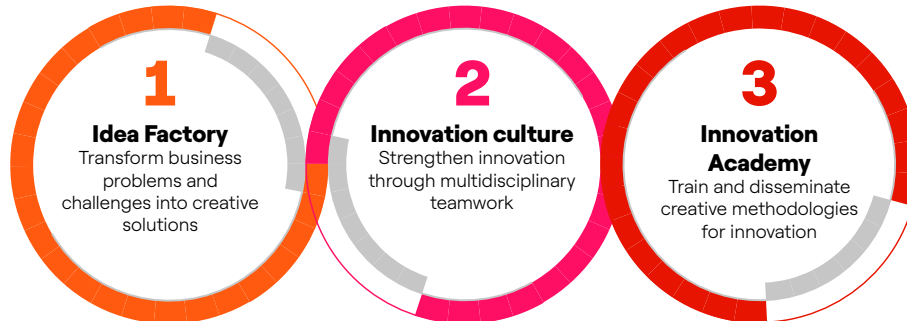 1
Idea Factory
Transform business
problems and
challenges into creative
solutions
2
Innovation culture
Strengthen innovation
through multidisciplinary
teamwork
3
Innovation
Academy
Train and disseminate
creative methodologies
for innovation